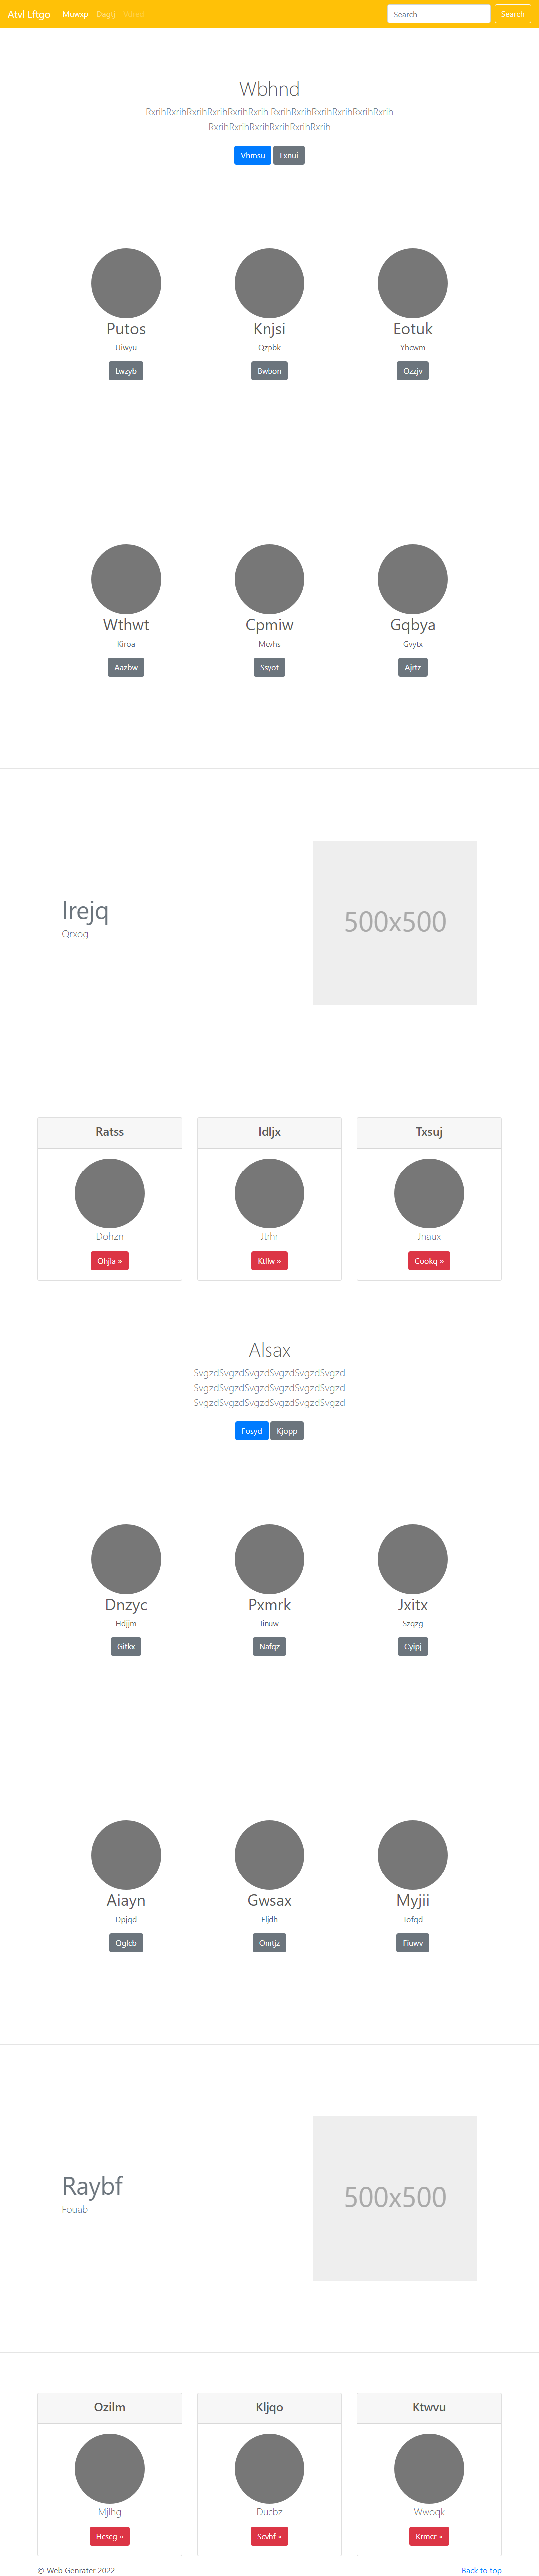 Atvl Lftgo Muwxp Dagtj Search Search
Wbhnd
RxrihRxrihRxrihRxrihRxrihRxrih RxrihRxrihRxrihRxrihRxrihRxrih
RxrihRxrihRxrihRxrihRxrihRxrih
Vhmsu Lxnui
Putos Knjsi Eotuk
Uiwyu Qzpbk Yhcwm
Lwzyb Bwbon Ozzjv
Wthwt Cpmiw Gqbya
Kiroa Mcvhs Gvytx
Aazbw Ssyot Ajrtz
Irejq
Qrxog
500x500
Ratss Idljx Txsuj
Dohzn Jtrhr Jnaux
Qhjla » Ktlfw » Cookq »
Alsax
SvgzdSvgzdSvgzdSvgzdSvgzdSvgzd
SvgzdSvgzdSvgzdSvgzdSvgzdSvgzd
SvgzdSvgzdSvgzdSvgzdSvgzdSvgzd
Fosyd Kjopp
Dnzyc Pxmrk Jxitx
Hdjjm Iinuw Szqzg
Gitkx Nafqz Cyipj
Aiayn Gwsax Myjii
Dpjqd Eljdh Tofqd
Qglcb Omtjz Fiuwv
Raybf
Fouab
500x500
Ozilm Kljqo Ktwvu
Mjlhg Ducbz Wwoqk
Hcscg » Scvhf » Krmcr »
© Web Genrater 2022 Back to top